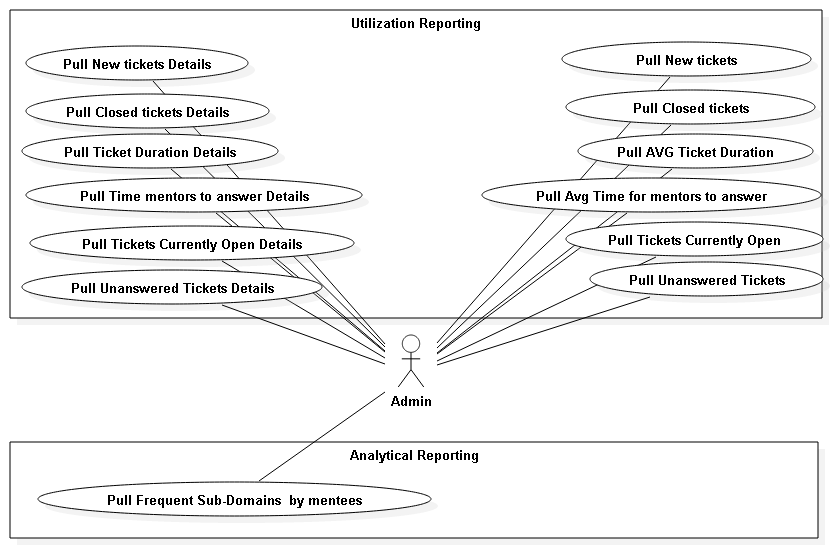 Utilization Reporting
Pull New tickets Details
Pull Closed tickets Details
Pull Ticket Duration Details
Pull Time mentors to answer Details
Pull Tickets Currently Open Details
Pull Unanswered Tickets Details
Pull New tickets
Pull Closed tickets
Pull AVG Ticket Duration
Pull Avg Time for mentors to answer
Pull Tickets Currently Open
Pull Unanswered Tickets
Admin
Analytical Reporting
Pull Frequent Sub-Domains  by mentees